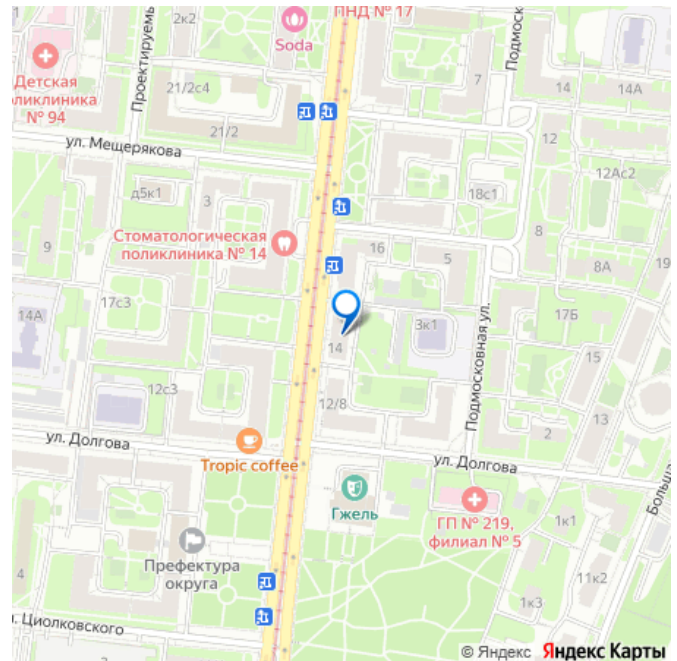 2к2
ПНД № 17
Soda
Подмоск
Проектируемы
7
14
14А
Детская
оликлиника
№ 94
21/2с4
21/2
ул. Мещерякова
12
12Ас2
д5к1
3
18с1
Стоматологическая
поликлиника № 14
9
16
5
8
8А
19
17с3
14А
3к1
17Б
Подмосковная ул.
14
15
12с3
12/8
13
2
ул. Долгова
Tropic coffee
ул. Долгова
Гжель
ГП № 219,
филиал № 5
1к1
Больша
Префектура
округа
4
11к2
1к3
. Циолковского
© Яндекс Яндекс Карты